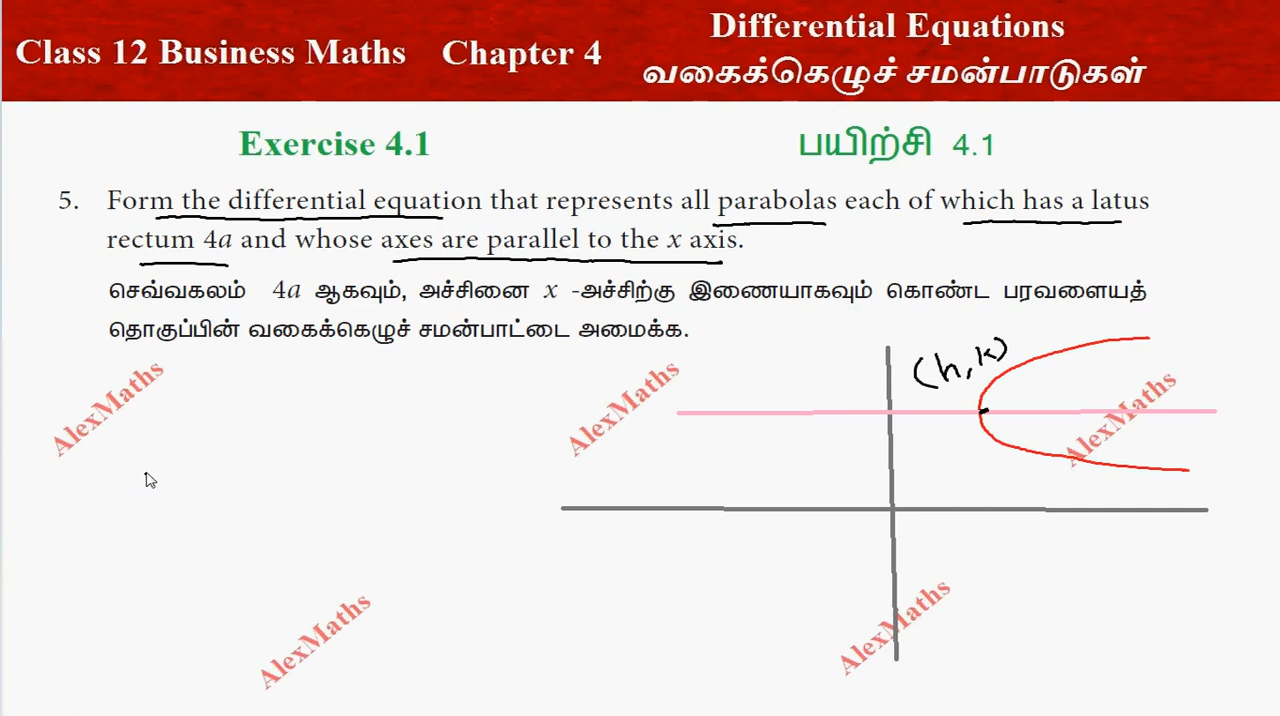 Class 12 Business Maths Chapter 4
Differential Equations
வகைக்கெழுச் சமன்பாடுகள்
Exercise 4.1
பயிற்சி 4.1
5. Form the differential equation that represents all parabolas each of which has a latus
rectum 4a and whose axes are parallel to the x axis.
செவ்வகலம் 4a ஆகவும், அச்சினை x -அச்சிற்கு இணையாகவும் கொண்ட பரவளையத்
தொகுப்பின் வகைக்கெழுச் சமன்பாட்டை அமைக்க.
(h, k)
AlexMaths
AlexMaths
AlexMaths
AlexMaths
AlexMaths